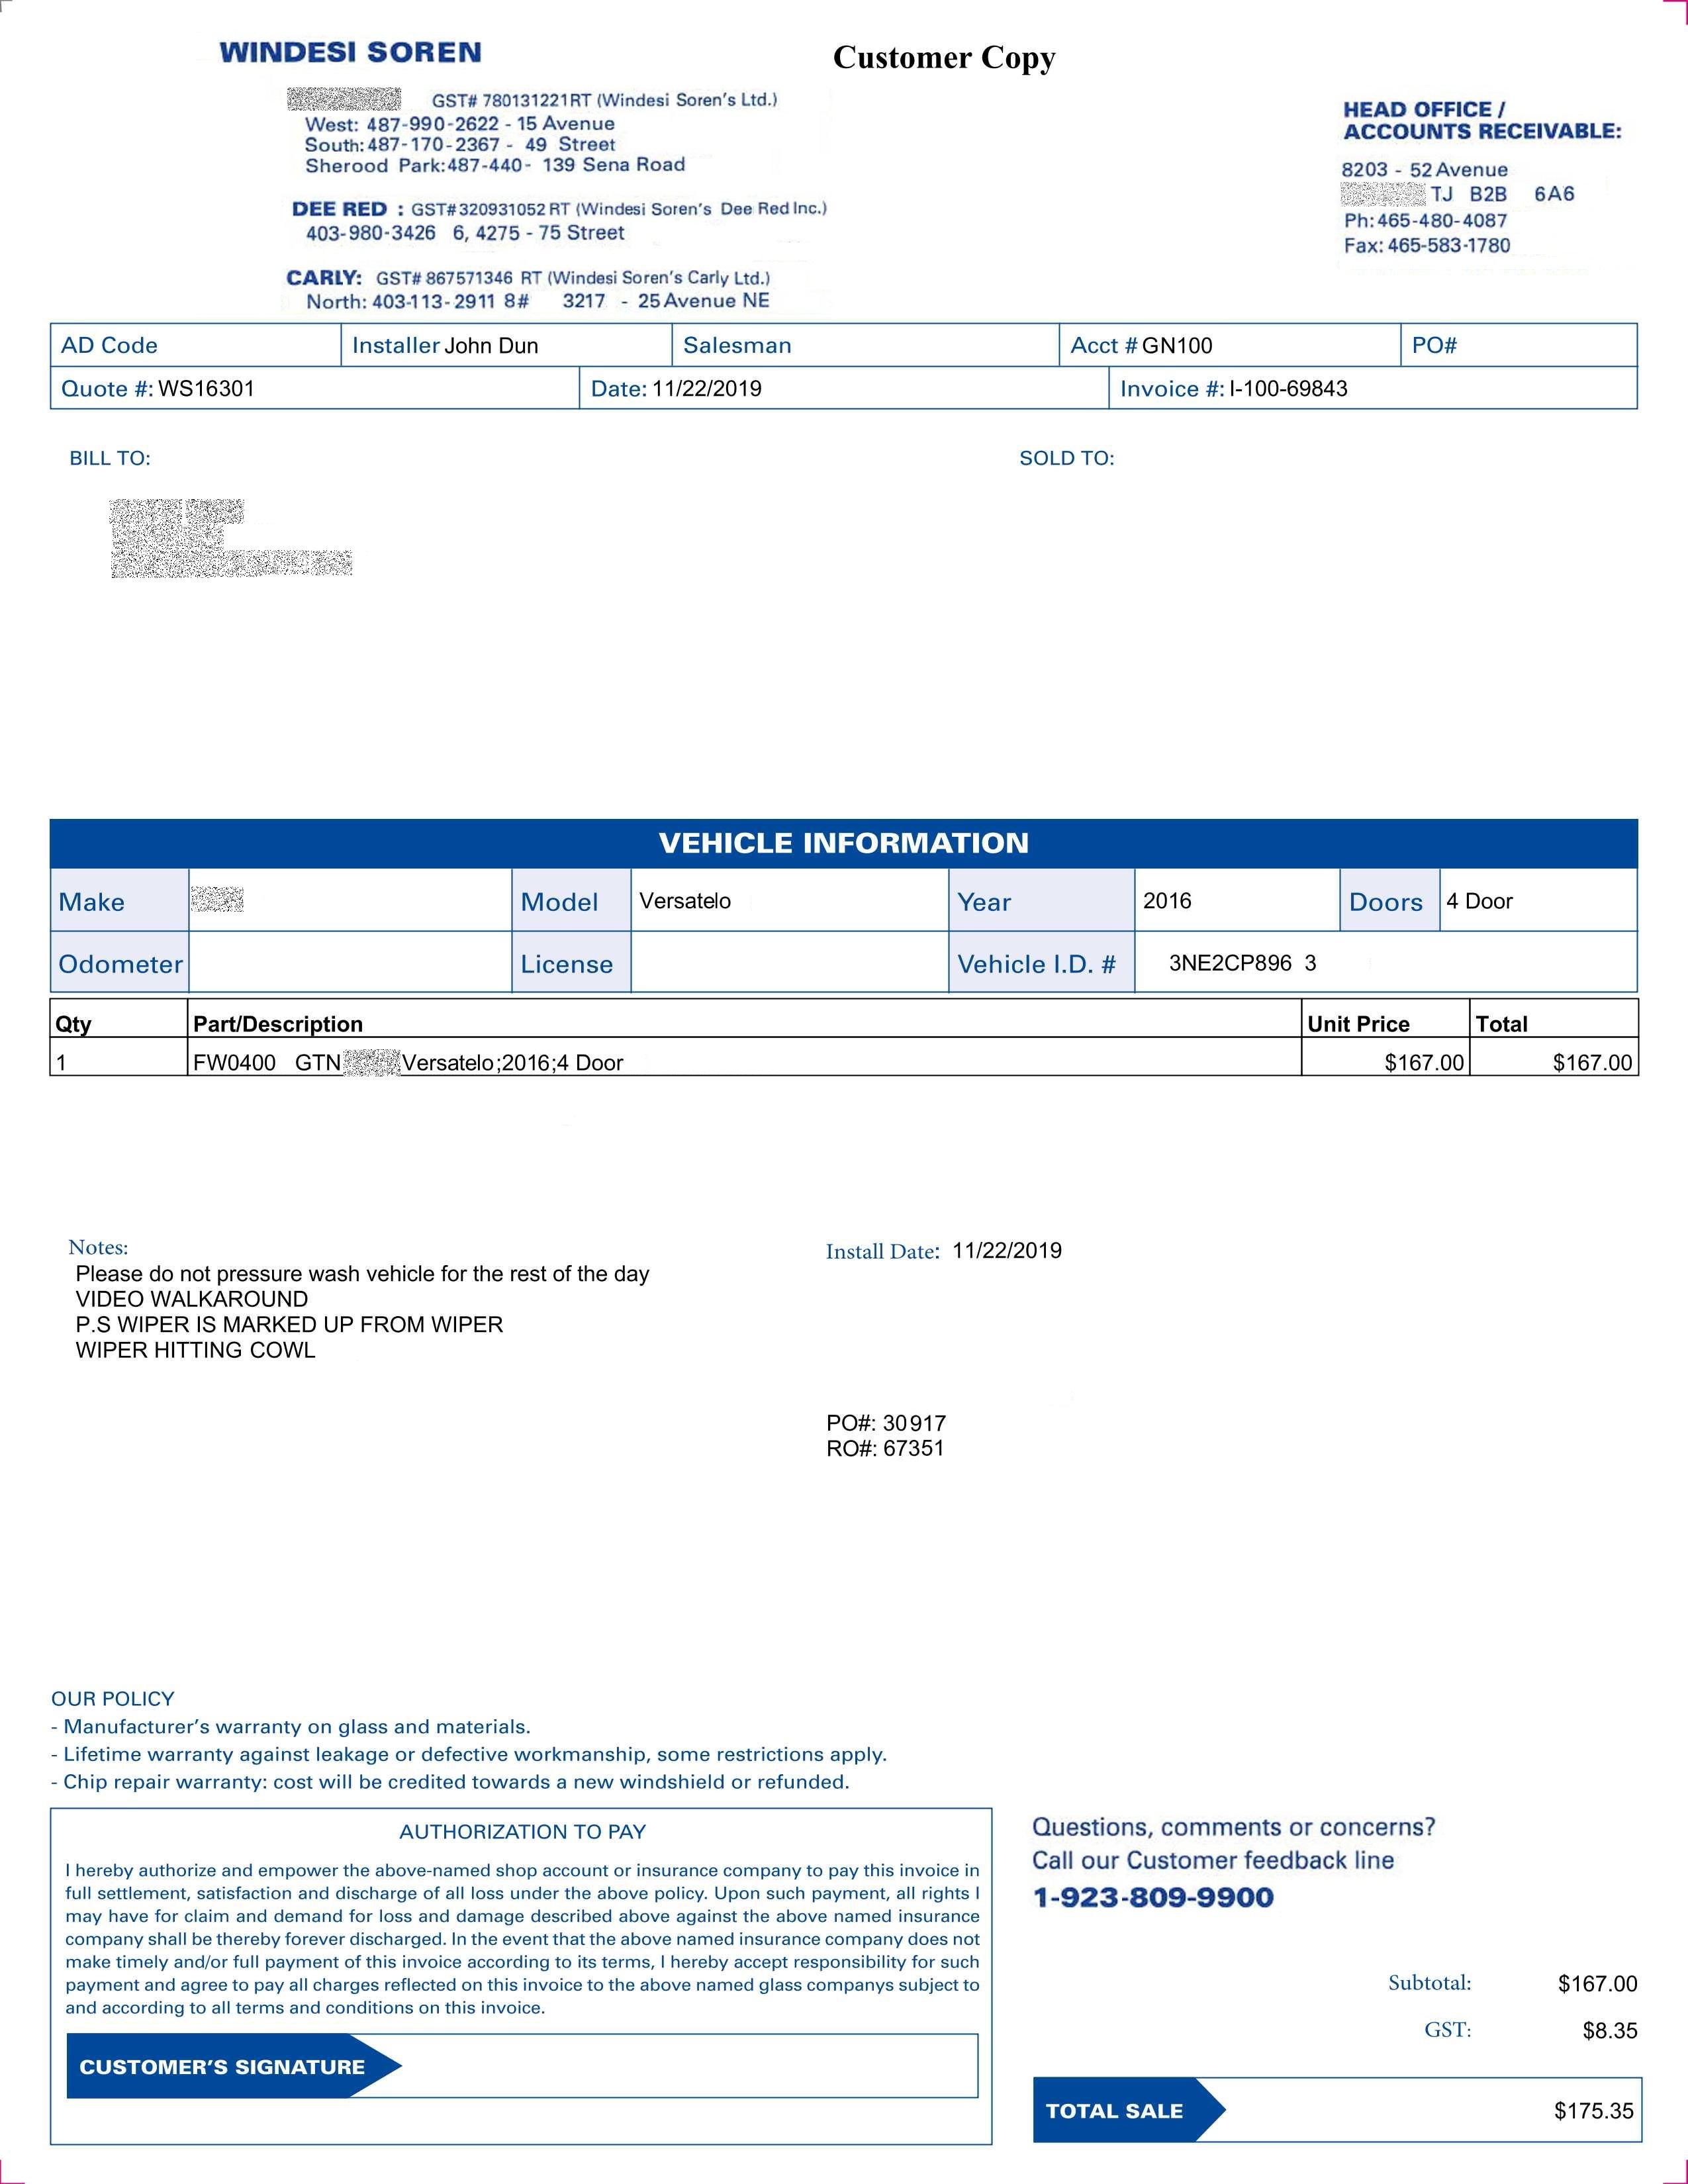 WINDESI SOREN
Customer Copy
GST# 780131221RT (Windesi Soren's Ltd.)
West: 487-990-2622 - 15 Avenue
South: 487-170-2367 - 49 Street
Sherood Park: 487-440- 139 Sena Road
DEE RED : GST# 320931052 RT (Windesi Soren's Dee Red Inc.)
403-980-3426 6, 4275 - 75 Street
CARLY: GST# 867571346 RT (Windesi Soren's Carly Ltd.)
North: 403-113-2911 8# 3217 - 25 Avenue NE
HEAD OFFICE /
ACCOUNTS RECEIVABLE:
8203 - 52 Avenue
TJ B2B 6A6
Ph: 465-480-4087
Fax: 465-583-1780
AD Code Installer John Dun Salesman Acct # GN100 PO#
Quote #: WS16301 Date: 11/22/2019 Invoice #: I-100-69843
BILL TO: SOLD TO:
VEHICLE INFORMATION
Make Model Versatelo Year 2016 Doors 4 Door
Odometer License Vehicle I.D. # 3NE2CP896 3
Qty Part/Description Unit Price Total
1 FW0400 GTN Versatelo;2016;4 Door $167.00 $167.00
Notes:
Please do not pressure wash vehicle for the rest of the day
VIDEO WALKAROUND
P.S WIPER IS MARKED UP FROM WIPER
WIPER HITTING COWL
Install Date: 11/22/2019
PO#: 30917
RO#: 67351
OUR POLICY
- Manufacturer's warranty on glass and materials.
- Lifetime warranty against leakage or defective workmanship, some restrictions apply.
- Chip repair warranty: cost will be credited towards a new windshield or refunded.
AUTHORIZATION TO PAY
I hereby authorize and empower the above-named shop account or insurance company to pay this invoice in
full settlement, satisfaction and discharge of all loss under the above policy. Upon such payment, all rights I
may have for claim and demand for loss and damage described above against the above named insurance
company shall be thereby forever discharged. In the event that the above named insurance company does not
make timely and/or full payment of this invoice according to its terms, I hereby accept responsibility for such
payment and agree to pay all charges reflected on this invoice to the above named glass companys subject to
and according to all terms and conditions on this invoice.
CUSTOMER'S SIGNATURE
Questions, comments or concerns?
Call our Customer feedback line
1-923-809-9900
Subtotal: $167.00
GST: $8.35
TOTAL SALE $175.35